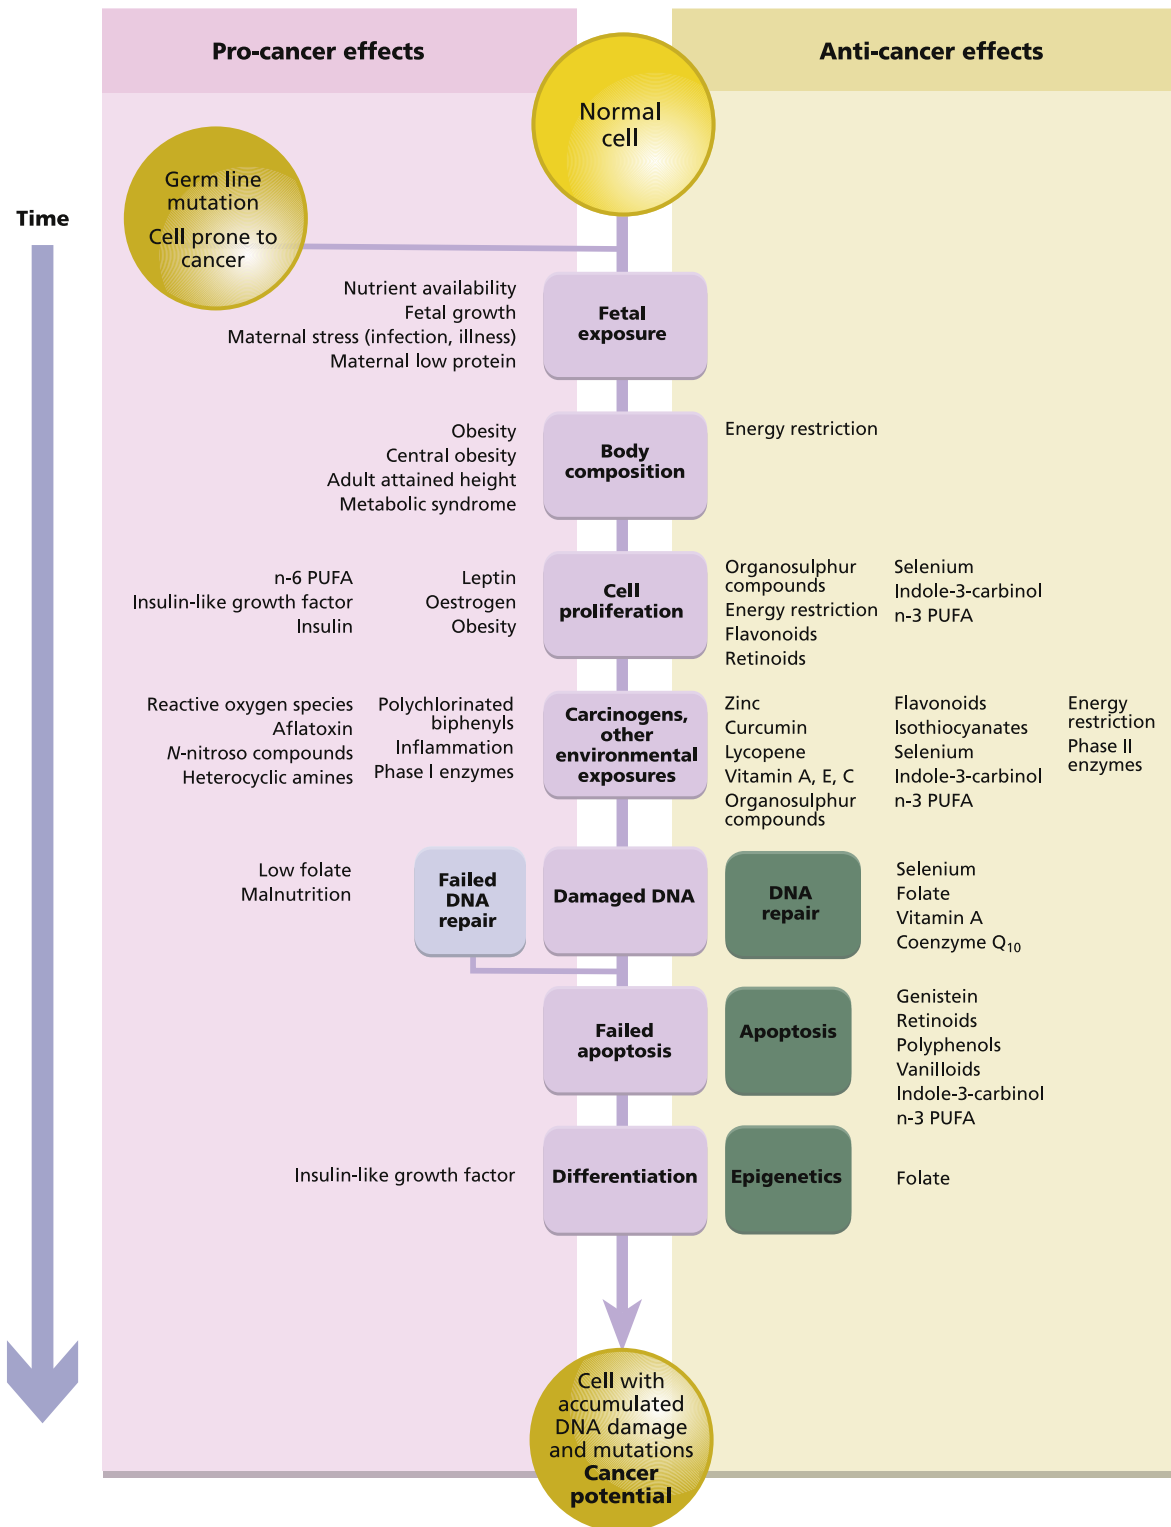 Pro-cancer effects
Anti-cancer effects
Normal
cell
Germ line
mutation
Cell prone to
cancer
Time
Nutrient availability
Fetal growth
Maternal stress (infection, illness)
Maternal low protein
Fetal
exposure
Obesity
Central obesity
Adult attained height
Metabolic syndrome
Body
composition
Energy restriction
n-6 PUFA
Insulin-like growth factor
Insulin
Leptin
Oestrogen
Obesity
Cell
proliferation
Organosulphur
compounds
Energy restriction
Flavonoids
Retinoids
Selenium
Indole-3-carbinol
n-3 PUFA
Reactive oxygen species
Aflatoxin
N-nitroso compounds
Heterocyclic amines
Polychlorinated
biphenyls
Inflammation
Phase I enzymes
Carcinogens,
other
environmental
exposures
Zinc
Curcumin
Lycopene
Vitamin A, E, C
Organosulphur
compounds
Flavonoids
Isothiocyanates
Selenium
Indole-3-carbinol
n-3 PUFA
Energy
restriction
Phase II
enzymes
Low folate
Malnutrition
Failed
DNA
repair
Damaged DNA
DNA
repair
Selenium
Folate
Vitamin A
Coenzyme Q₁₀
Failed
apoptosis
Apoptosis
Genistein
Retinoids
Polyphenols
Vanilloids
Indole-3-carbinol
n-3 PUFA
Insulin-like growth factor
Differentiation
Epigenetics
Folate
Cell with
accumulated
DNA damage
and mutations
Cancer
potential